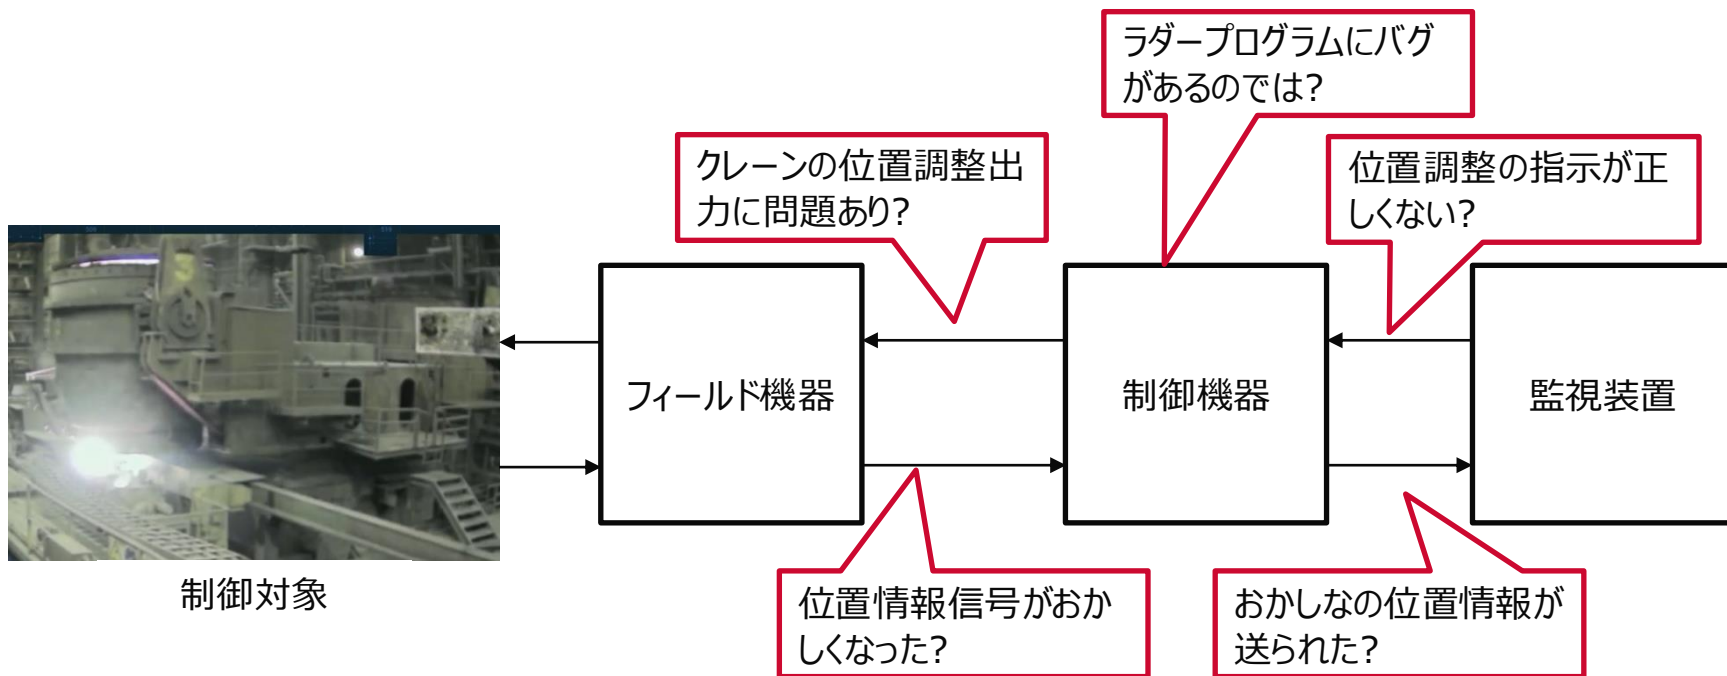 ラダープログラムにバグ
があるのでは?
クレーンの位置調整出
力に問題あり?
位置調整の指示が正
しくない?
フィールド機器
制御機器
監視装置
制御対象
位置情報信号がおか
しくなった?
おかしなの位置情報が
送られた?